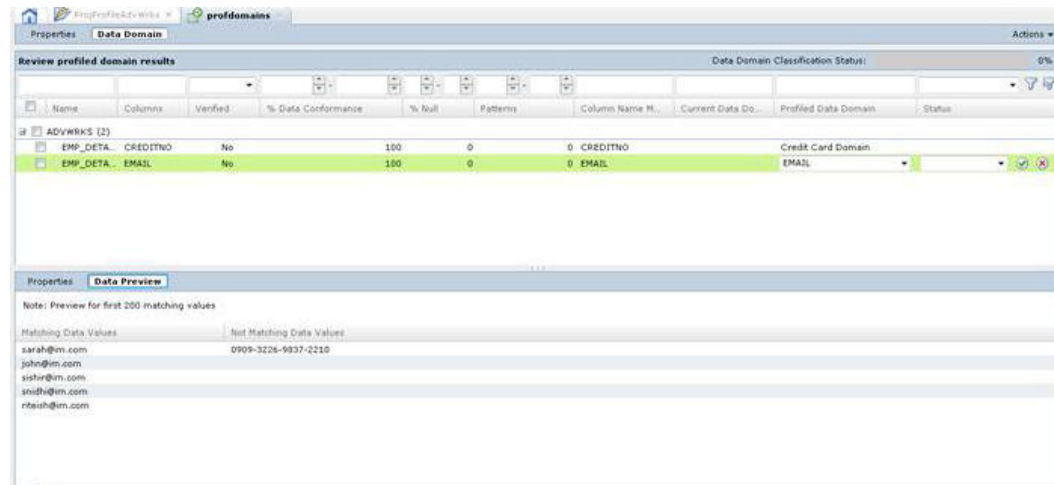 ProjProfileAdvWrks × profdomains
Properties Data Domain Actions
Review profiled domain results Data Domain Classification Status: 0%
Name Columns Verified % Data Conformance % Null Patterns Column Name M... Current Data Do... Profiled Data Domain Status
ADVWRKS (2)
EMP_DETA... CREDITNO No 100 0 0 CREDITNO Credit Card Domain
EMP_DETA... EMAIL No 100 0 0 EMAIL EMAIL
Properties Data Preview
Note: Preview for first 200 matching values
Matching Data Values Not Matching Data Values
sarah@im.com 0909-3226-9837-2210
john@im.com
sishir@im.com
snidhi@im.com
riteish@im.com